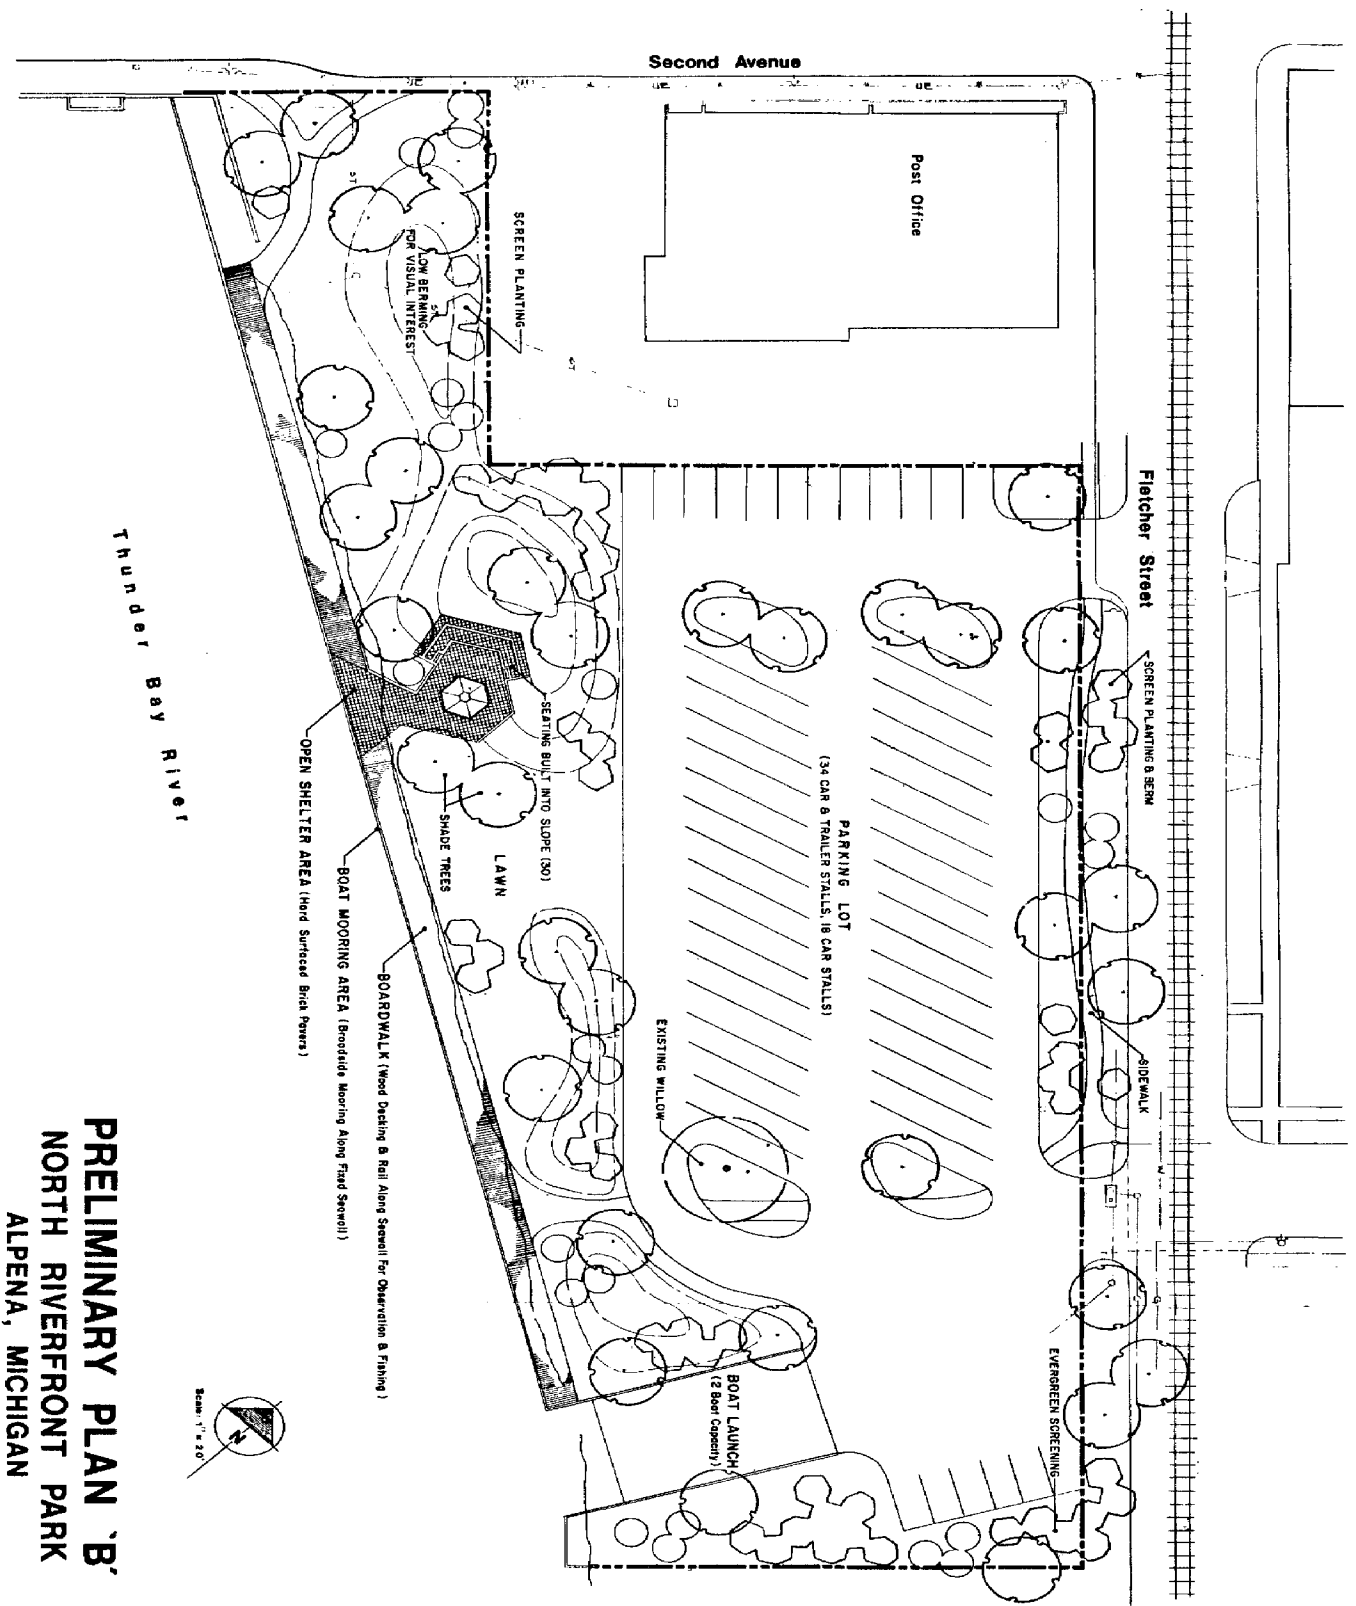 Second Avenue
Post Office
Fletcher Street
SCREEN PLANTING
LOW BERMING
FOR VISUAL INTEREST
SCREEN PLANTING & BERM
Thunder Bay River
SEATING BUILT INTO SLOPE (30)
PARKING LOT
(34 CAR & TRAILER STALLS, 18 CAR STALLS)
SHADE TREES
LAWN
OPEN SHELTER AREA (Hard Surfaced Brick Pavers)
BOAT MOORING AREA (Broadside Mooring Along Fixed Seawall)
BOARDWALK (Wood Decking & Rail Along Seawall For Observation & Fishing)
EXISTING WILLOW
SIDEWALK
EVERGREEN SCREENING
BOAT LAUNCH
(2 Boat Capacity)
PRELIMINARY PLAN 'B'
NORTH RIVERFRONT PARK
ALPENA, MICHIGAN
N
Scale: 1" = 20'